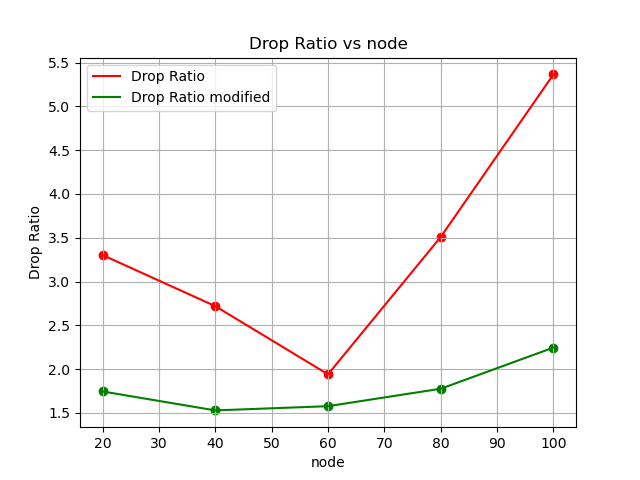 Drop Ratio vs node
Drop Ratio
Drop Ratio modified
5.5
5.0
4.5
4.0
3.5
3.0
2.5
2.0
1.5
Drop Ratio
20 30 40 50 60 70 80 90 100
node